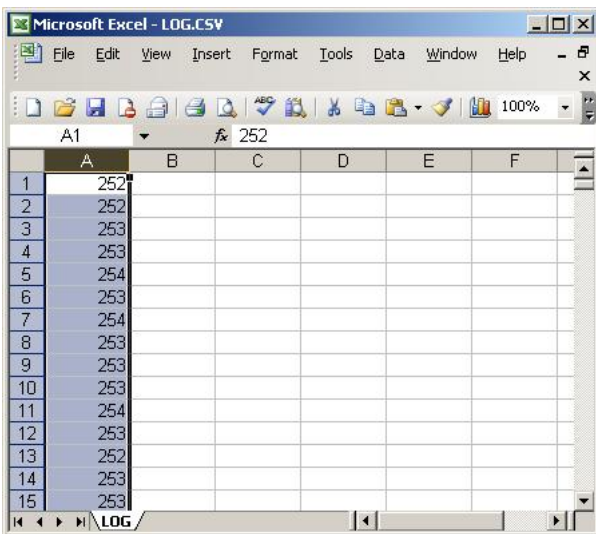 Microsoft Excel - LOG.CSV
File Edit View Insert Format Tools Data Window Help
ABC 100%
A1 fx 252
A B C D E F
1 252
2 252
3 253
4 253
5 254
6 253
7 254
8 253
9 253
10 253
11 254
12 253
13 252
14 253
15 253
LOG